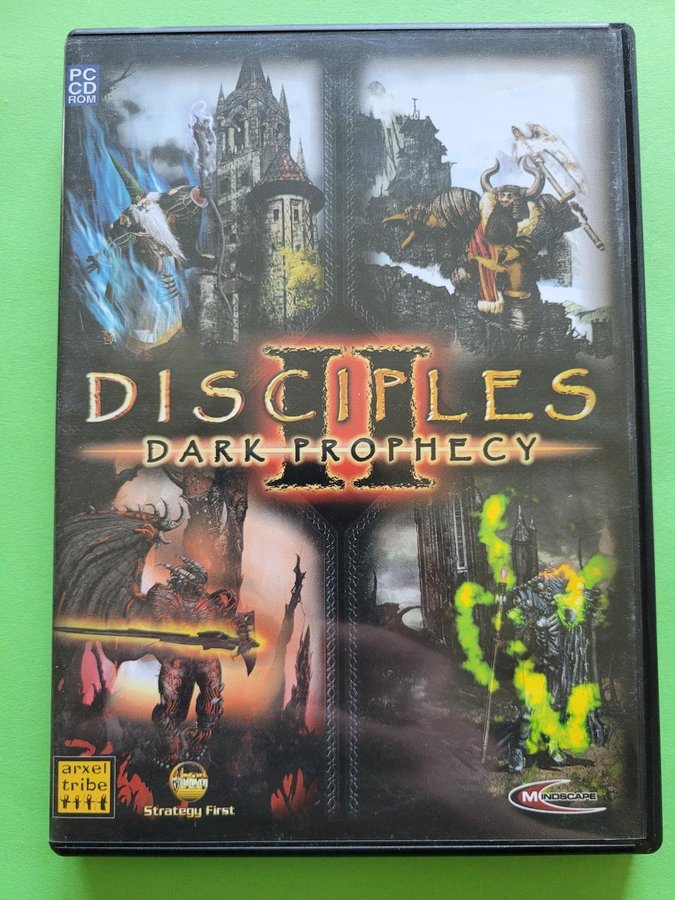 PC
CD
ROM
II
DISCIPLES
DARK PROPHECY
arxel
tribe
Strategy First
MINDSCAPE